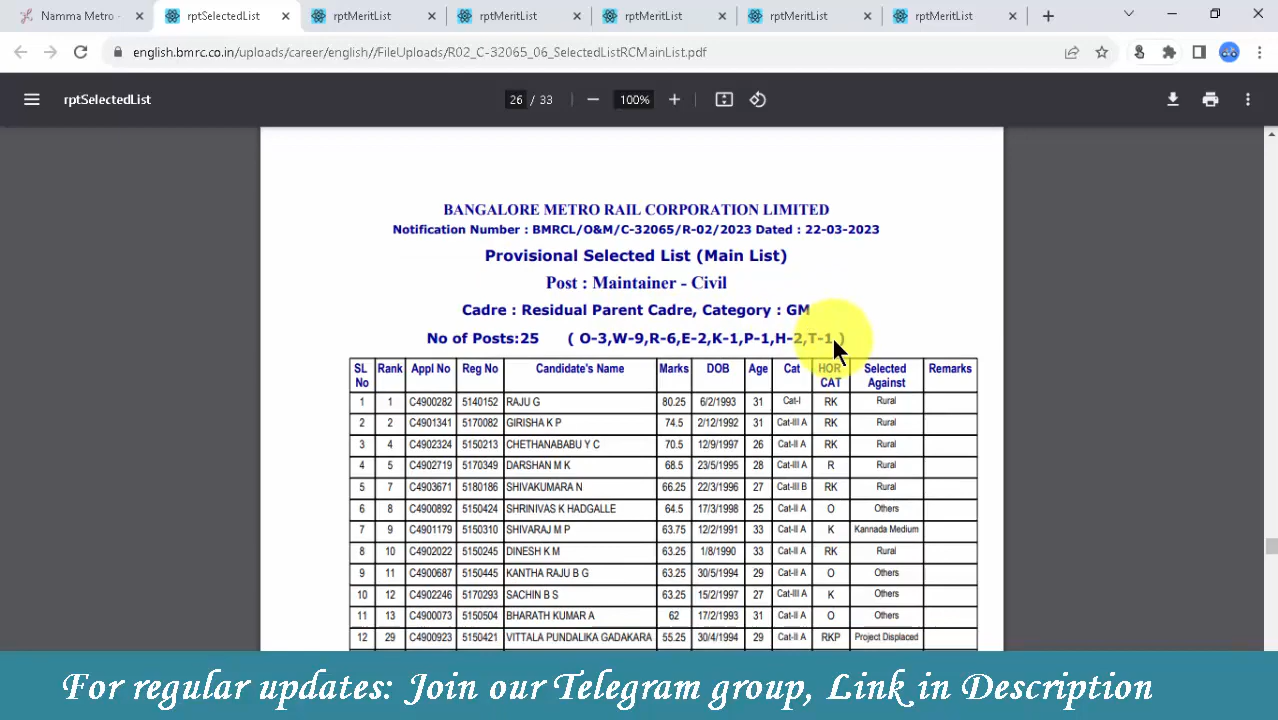 Namma Metro -
rptSelectedList
rptMeritList
rptMeritList
rptMeritList
rptMeritList
rptMeritList
english.bmrc.co.in/uploads/career/english//FileUploads/R02_C-32065_06_SelectedListRCMainList.pdf
rptSelectedList
26 / 33
100%
BANGALORE METRO RAIL CORPORATION LIMITED
Notification Number : BMRCL/O&M/C-32065/R-02/2023 Dated : 22-03-2023
Provisional Selected List (Main List)
Post : Maintainer - Civil
Cadre : Residual Parent Cadre, Category : GM
No of Posts:25 ( O-3,W-9,R-6,E-2,K-1,P-1,H-2,T-1 )
SL No Rank Appl No Reg No Candidate's Name Marks DOB Age Cat HOR CAT Selected Against Remarks
1 1 C4900282 5140152 RAJU G 80.25 6/2/1993 31 Cat-I RK Rural
2 2 C4901341 5170082 GIRISHA K P 74.5 2/12/1992 31 Cat-III A RK Rural
3 4 C4902324 5150213 CHETHANABABU Y C 70.5 12/9/1997 26 Cat-II A RK Rural
4 5 C4902719 5170349 DARSHAN M K 68.5 23/5/1995 28 Cat-III A R Rural
5 7 C4903671 5180186 SHIVAKUMARA N 66.25 22/3/1996 27 Cat-III B RK Rural
6 8 C4900892 5150424 SHRINIVAS K HADGALLE 64.5 17/3/1998 25 Cat-II A O Others
7 9 C4901179 5150310 SHIVARAJ M P 63.75 12/2/1991 33 Cat-II A K Kannada Medium
8 10 C4902022 5150245 DINESH K M 63.25 1/8/1990 33 Cat-II A RK Rural
9 11 C4900687 5150445 KANTHA RAJU B G 63.25 30/5/1994 29 Cat-II A O Others
10 12 C4902246 5170293 SACHIN B S 63.25 15/2/1997 27 Cat-III A K Others
11 13 C4900073 5150504 BHARATH KUMAR A 62 17/2/1993 31 Cat-II A O Others
12 29 C4900923 5150421 VITTALA PUNDALIKA GADAKARA 55.25 30/4/1994 29 Cat-II A RKP Project Displaced
For regular updates: Join our Telegram group, Link in Description